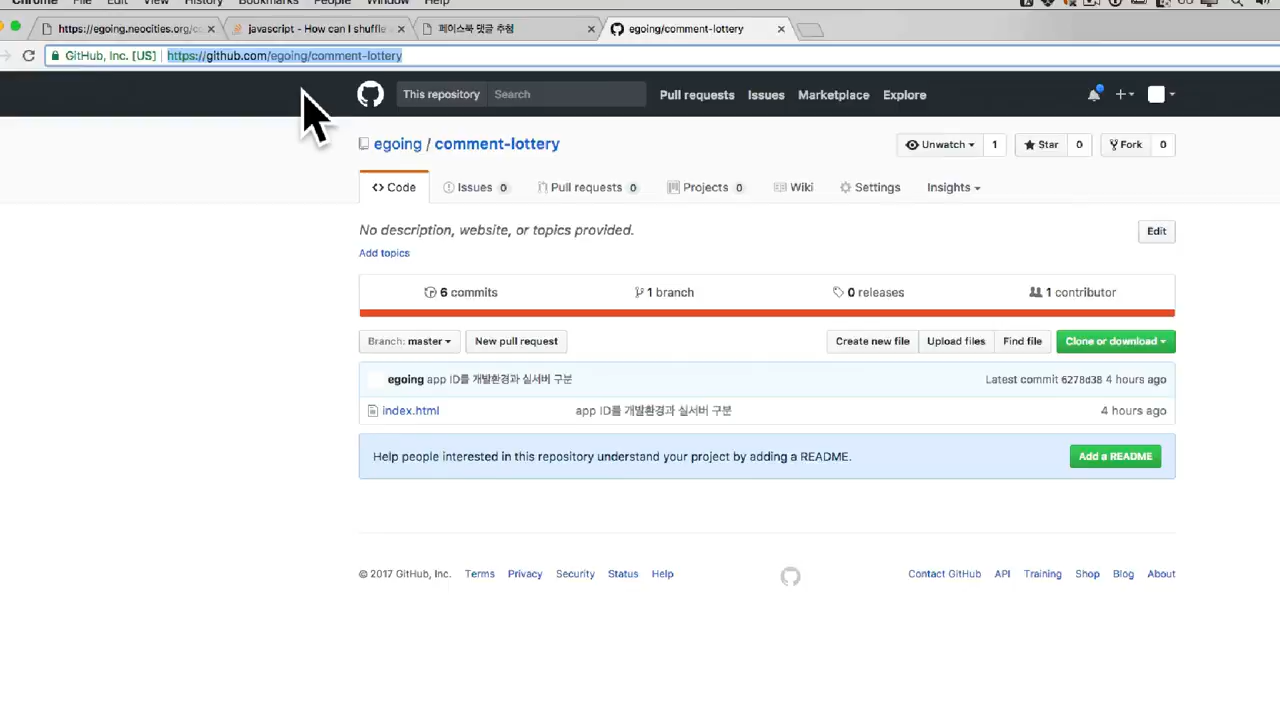 Chrome File Edit View History Bookmarks People Window Help
https://egoing.neocities.org/co
javascript - How can I shuffle
페이스북 댓글 추첨
egoing/comment-lottery
GitHub, Inc. [US] https://github.com/egoing/comment-lottery
This repository Search Pull requests Issues Marketplace Explore
egoing / comment-lottery
Unwatch 1 Star 0 Fork 0
Code Issues 0 Pull requests 0 Projects 0 Wiki Settings Insights
No description, website, or topics provided. Edit
Add topics
6 commits 1 branch 0 releases 1 contributor
Branch: master New pull request Create new file Upload files Find file Clone or download
egoing app ID를 개발환경과 실서버 구분 Latest commit 6278d38 4 hours ago
index.html app ID를 개발환경과 실서버 구분 4 hours ago
Help people interested in this repository understand your project by adding a README. Add a README
© 2017 GitHub, Inc. Terms Privacy Security Status Help Contact GitHub API Training Shop Blog About